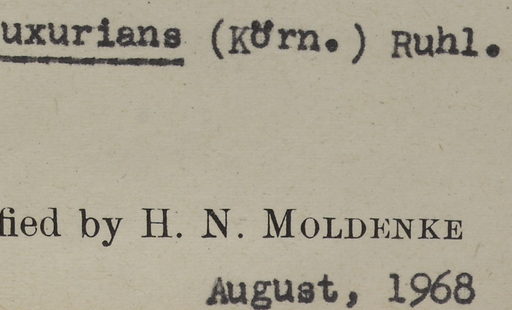 uxurians (Körn.) Ruhl.
fied by H. N. MOLDENKE
August, 1968